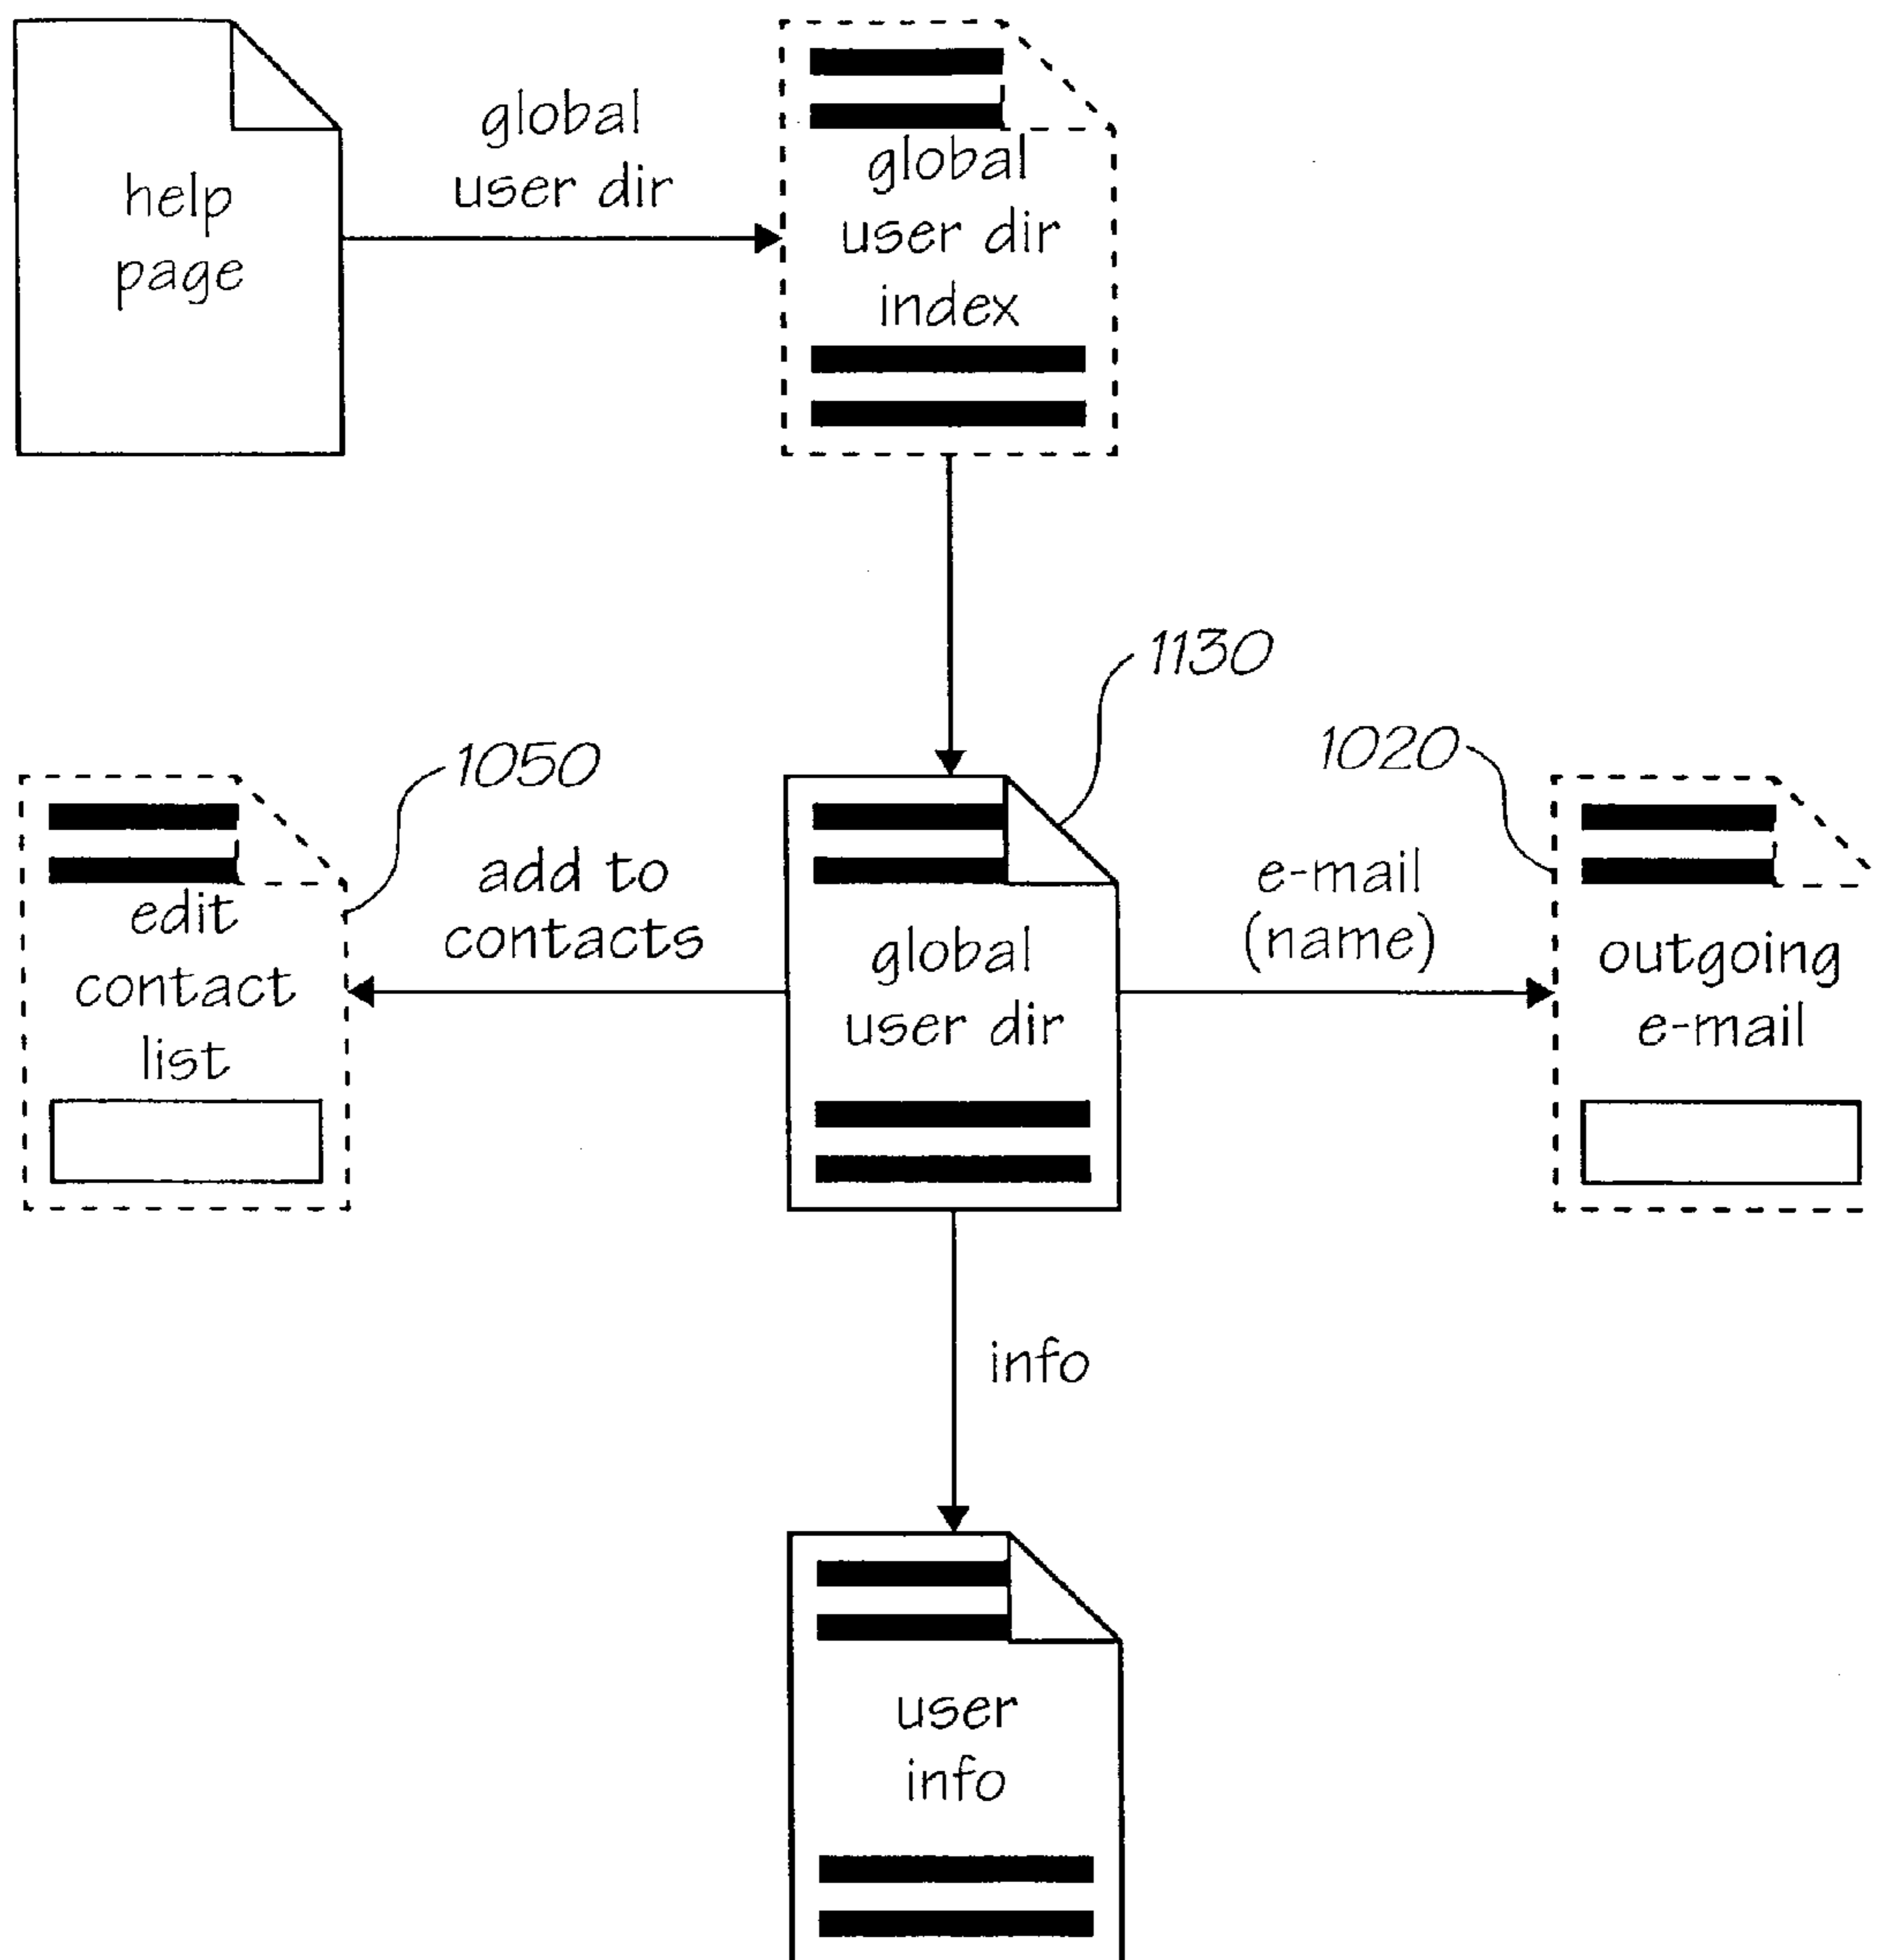 help
page
global
user dir
global
user dir
index
1130
1050
1020
edit
contact
list
add to
contacts
global
user dir
e-mail
(name)
outgoing
e-mail
info
user
info